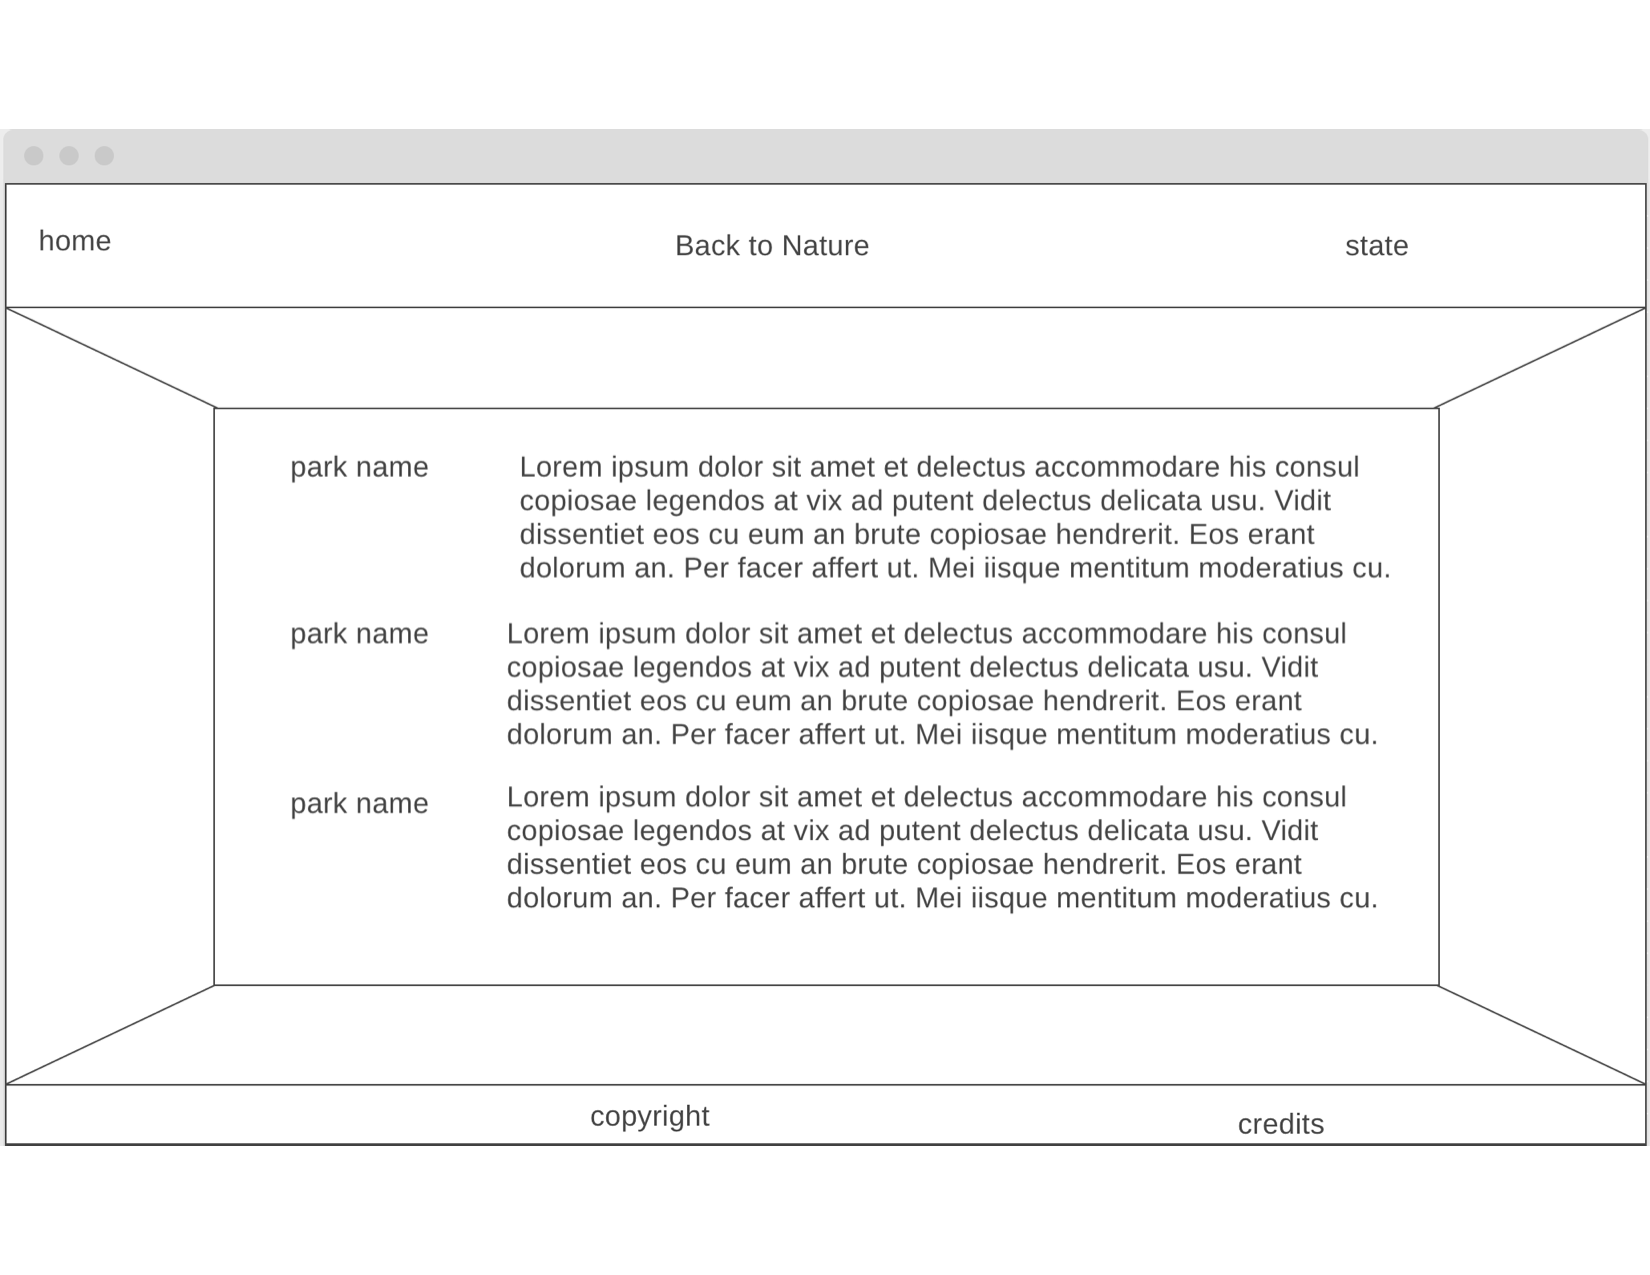 home
Back to Nature
state
park name
Lorem ipsum dolor sit amet et delectus accommodare his consul
copiosae legendos at vix ad putent delectus delicata usu. Vidit
dissentiet eos cu eum an brute copiosae hendrerit. Eos erant
dolorum an. Per facer affert ut. Mei iisque mentitum moderatius cu.
park name
Lorem ipsum dolor sit amet et delectus accommodare his consul
copiosae legendos at vix ad putent delectus delicata usu. Vidit
dissentiet eos cu eum an brute copiosae hendrerit. Eos erant
dolorum an. Per facer affert ut. Mei iisque mentitum moderatius cu.
park name
Lorem ipsum dolor sit amet et delectus accommodare his consul
copiosae legendos at vix ad putent delectus delicata usu. Vidit
dissentiet eos cu eum an brute copiosae hendrerit. Eos erant
dolorum an. Per facer affert ut. Mei iisque mentitum moderatius cu.
copyright
credits